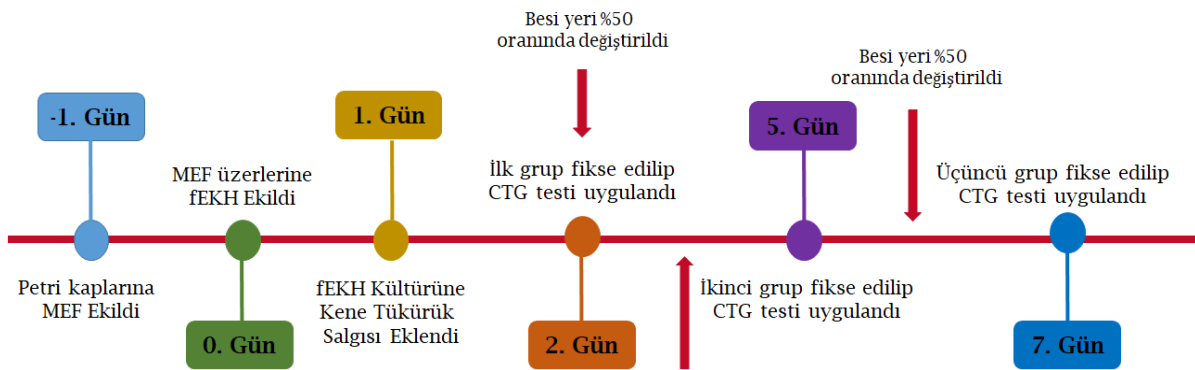 Besi yeri %50
oranında değiştirildi
Besi yeri %50
oranında değiştirildi
-1. Gün
1. Gün
5. Gün
MEF üzerlerine
fEKH Ekildi
İlk grup fikse edilip
CTG testi uygulandı
Üçüncü grup fikse edilip
CTG testi uygulandı
Petri kaplarına
MEF Ekildi
fEKH Kültürüne
Kene Tükürük
Salgısı Eklendi
İkinci grup fikse edilip
CTG testi uygulandı
0. Gün
2. Gün
7. Gün